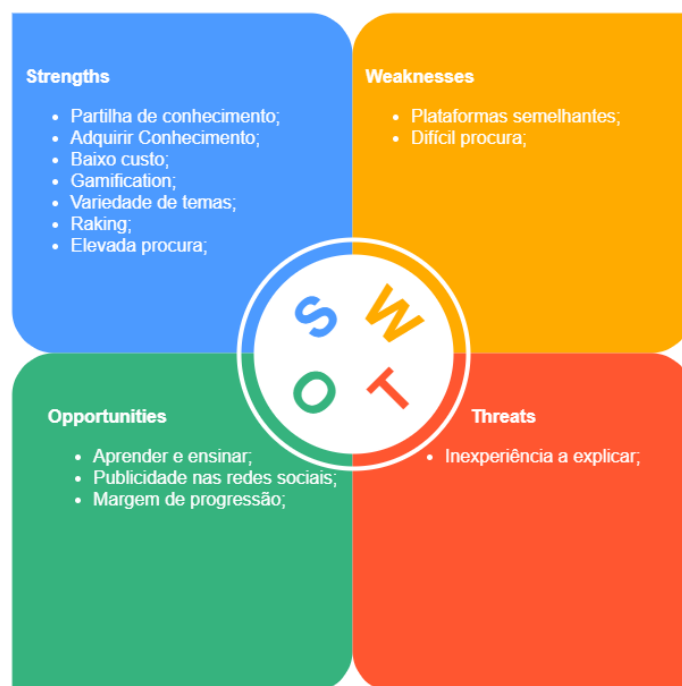 Strengths
Partilha de conhecimento;
Adquirir Conhecimento;
Baixo custo;
Gamification;
Variedade de temas;
Raking;
Elevada procura;
Weaknesses
Plataformas semelhantes;
Difícil procura;
S W
O T
Opportunities
Aprender e ensinar;
Publicidade nas redes sociais;
Margem de progressão;
Threats
Inexperiência a explicar;